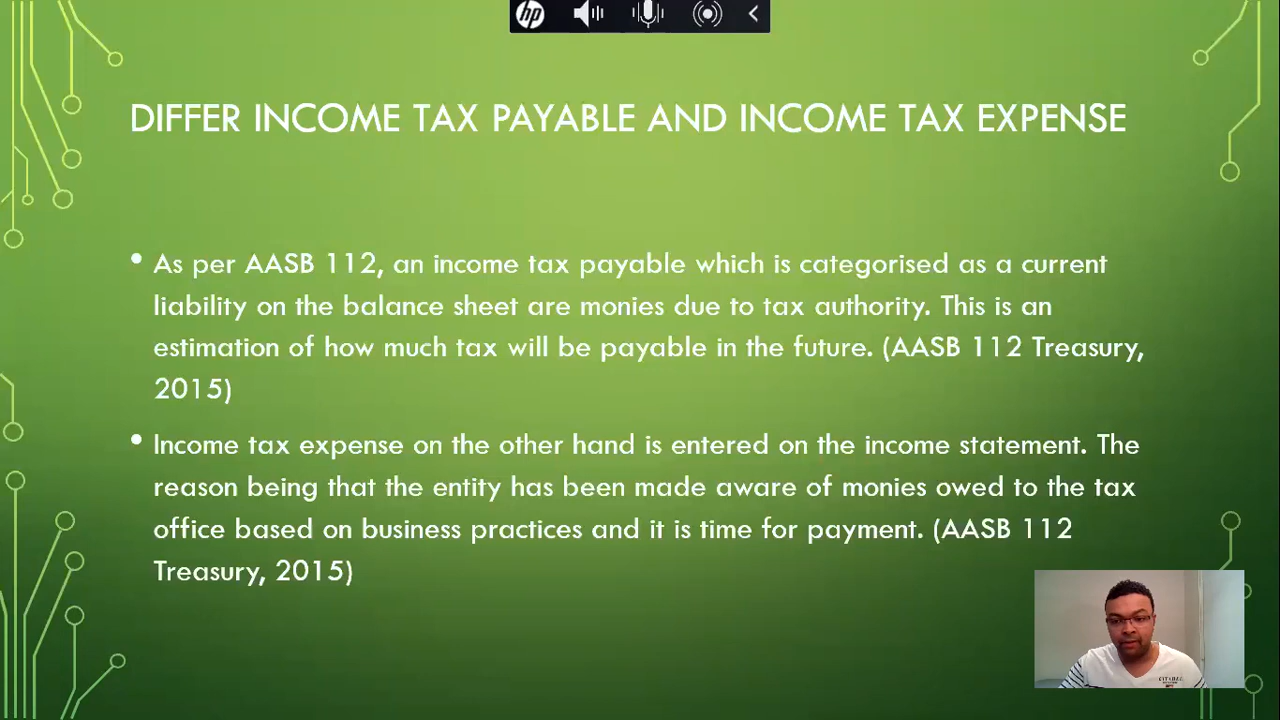 hp
DIFFER INCOME TAX PAYABLE AND INCOME TAX EXPENSE
As per AASB 112, an income tax payable which is categorised as a current
liability on the balance sheet are monies due to tax authority. This is an
estimation of how much tax will be payable in the future. (AASB 112 Treasury,
2015)
Income tax expense on the other hand is entered on the income statement. The
reason being that the entity has been made aware of monies owed to the tax
office based on business practices and it is time for payment. (AASB 112
Treasury, 2015)